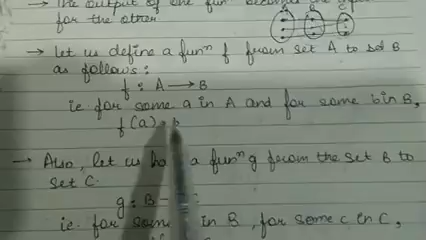 → The output of one funⁿ becomes the
for the other
A B C
→ Let us define a funⁿ f from set A to set B
as follows:
f : A → B
ie for some a in A and for some b in B,
f(a) = b
→ Also, let us a funⁿ g from the set B to
set C.
g : B –
ie. for some in B, for some c in C,